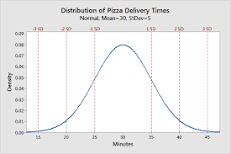 Distribution of Pizza Delivery Times
Normal, Mean=30, StDev=5
-3 SD -2 SD -1 SD 1 SD 2 SD 3 SD
0.09
0.08
0.07
0.06
0.05
0.04
0.03
0.02
0.01
0.00
Density
15 20 25 30 35 40 45
Minutes